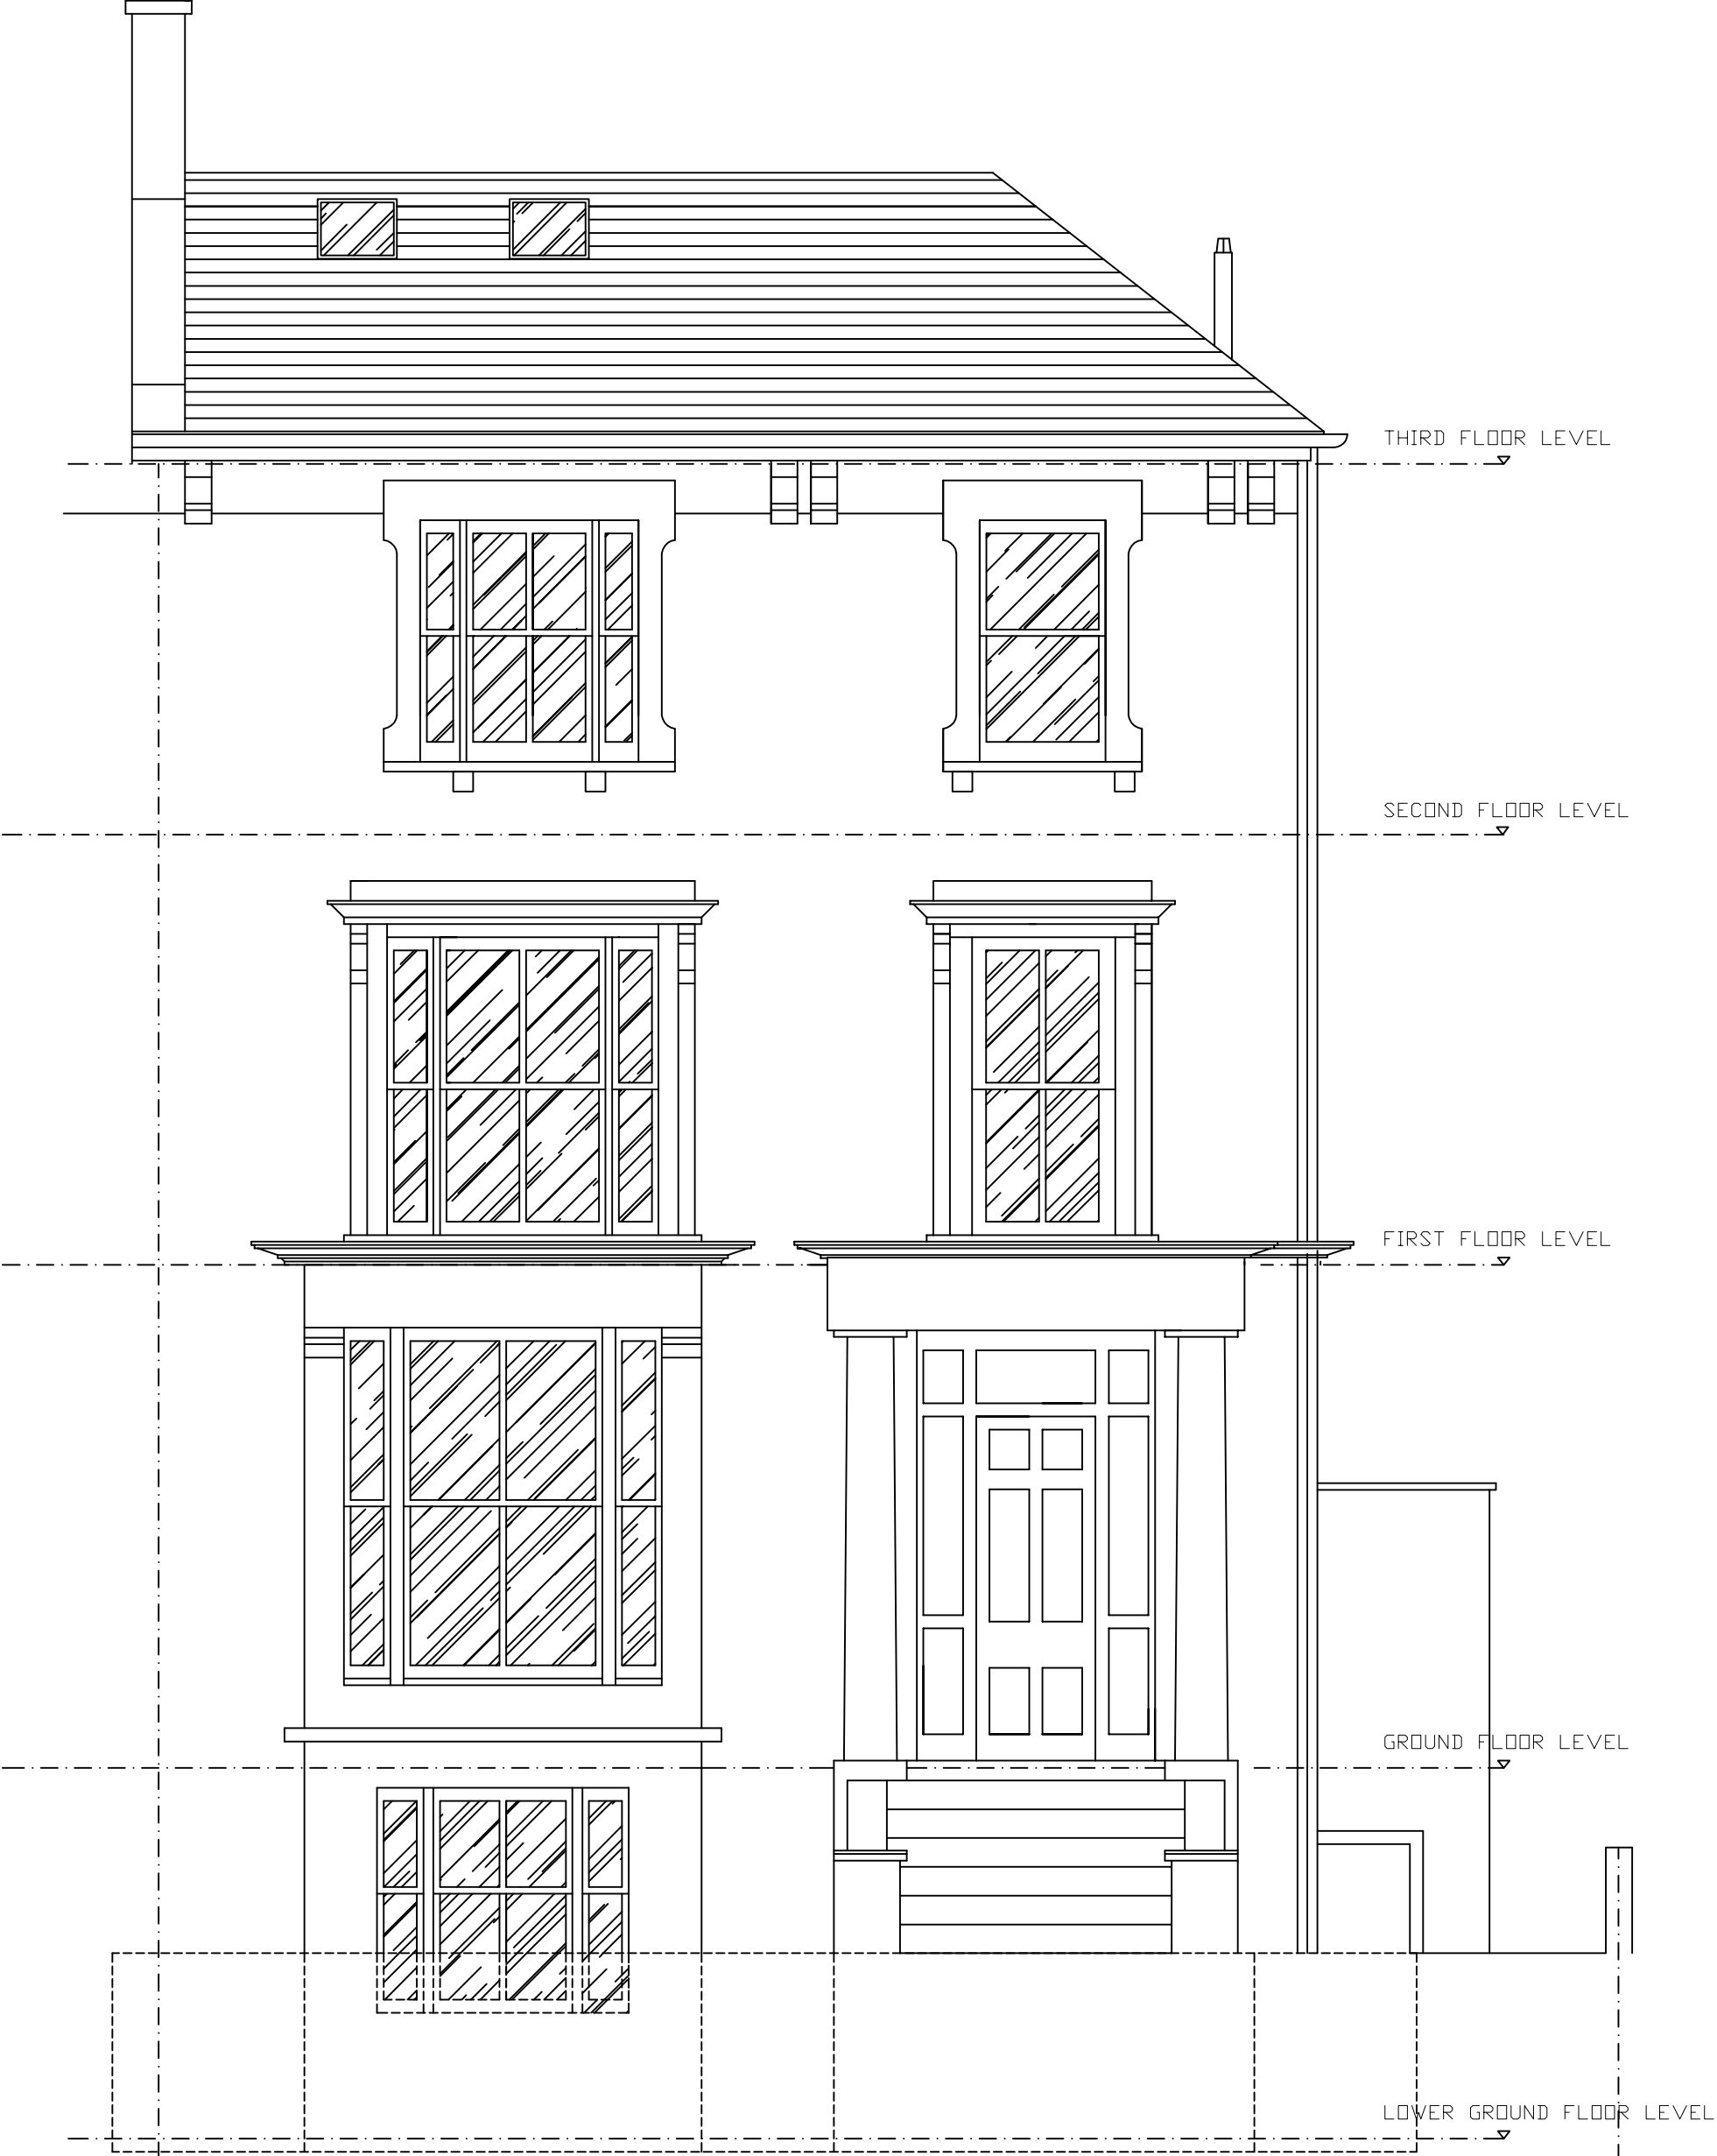 THIRD FLOOR LEVEL
SECOND FLOOR LEVEL
FIRST FLOOR LEVEL
GROUND FLOOR LEVEL
LOWER GROUND FLOOR LEVEL